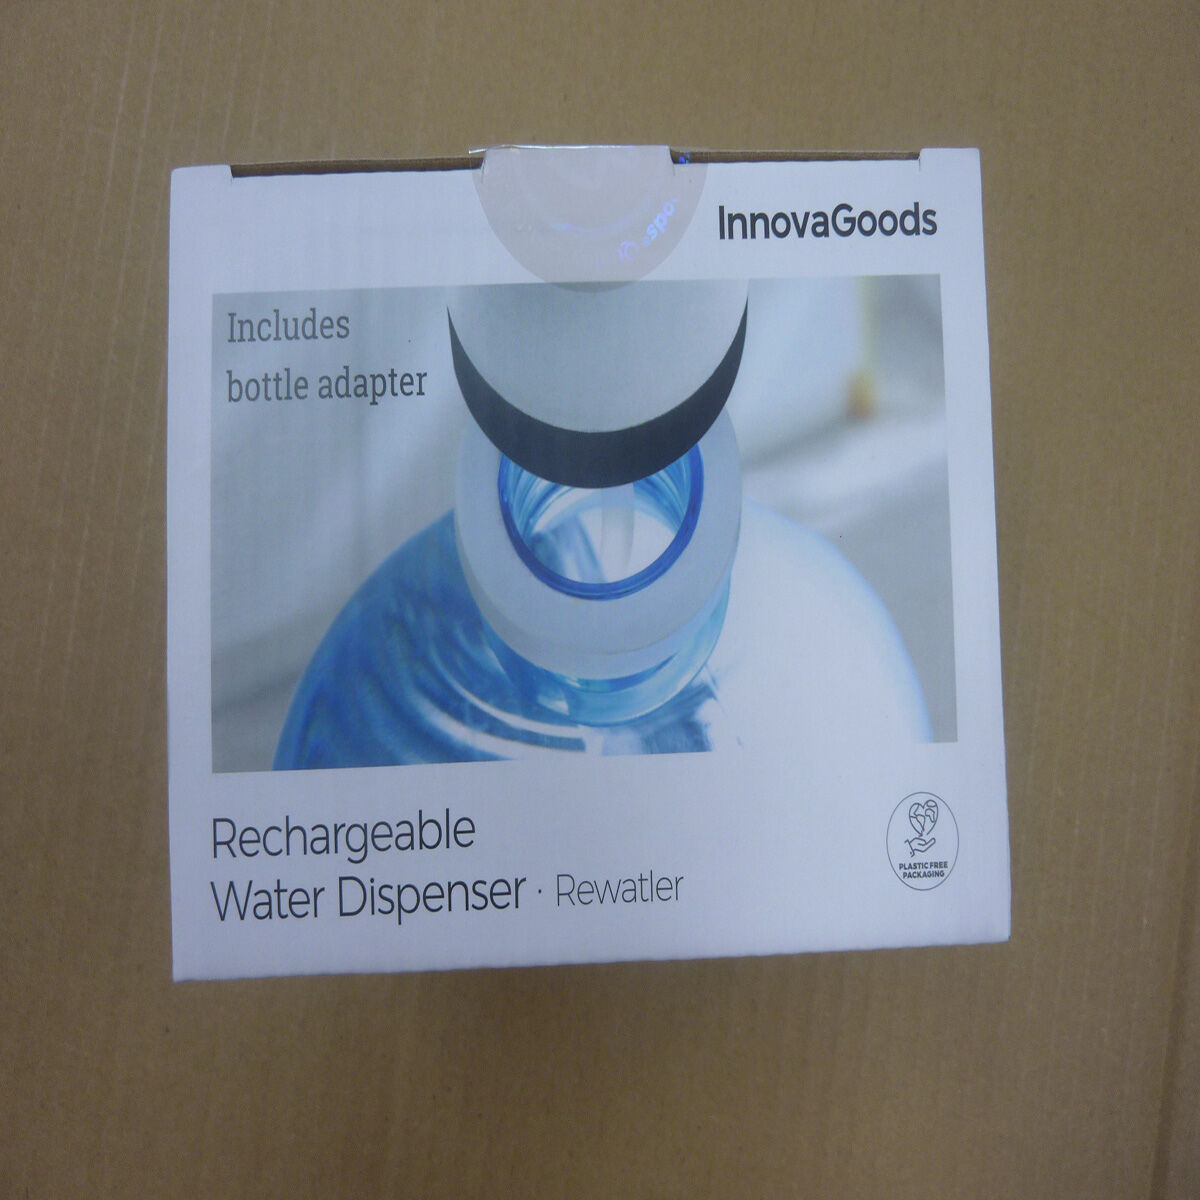 InnovaGoods
Includes
bottle adapter
Rechargeable
Water Dispenser · Rewatler
PLASTIC FREE
PACKAGING